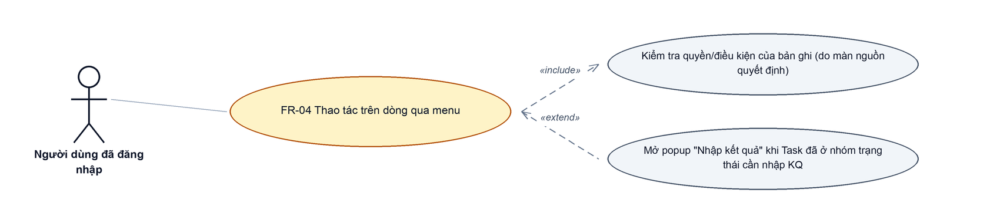 Kiểm tra quyền/điều kiện của bản ghi (do màn nguồn
quyết định)
«include»
FR-04 Thao tác trên dòng qua menu
«extend»
Mở popup "Nhập kết quả" khi Task đã ở nhóm trạng
thái cần nhập KQ
Người dùng đã đăng
nhập